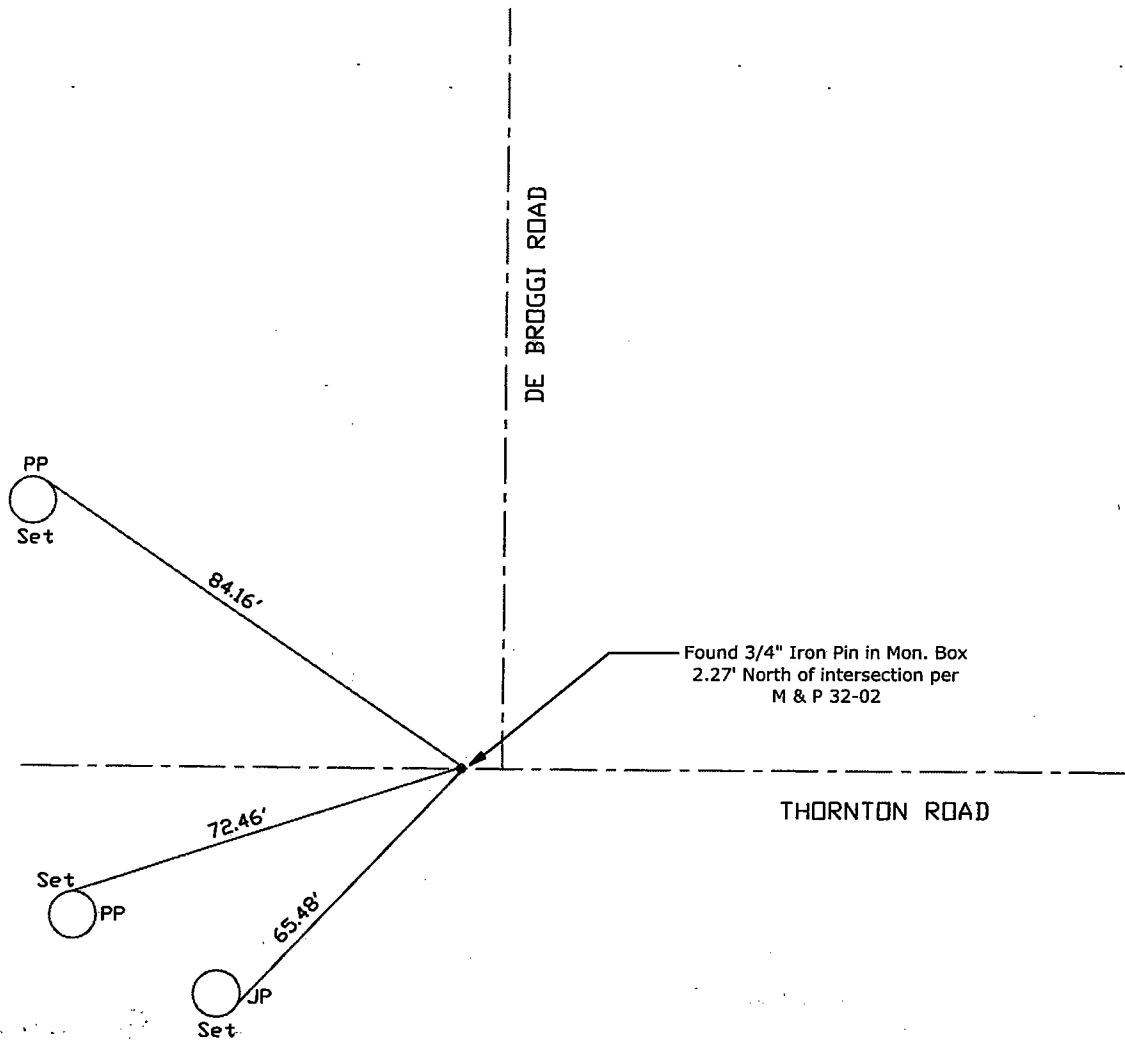 DE BROGGI ROAD
PP
Set
84.16'
Found 3/4" Iron Pin in Mon. Box
2.27' North of intersection per
M & P 32-02
THORNTON ROAD
72.46'
Set
PP
65.48'
JP
Set